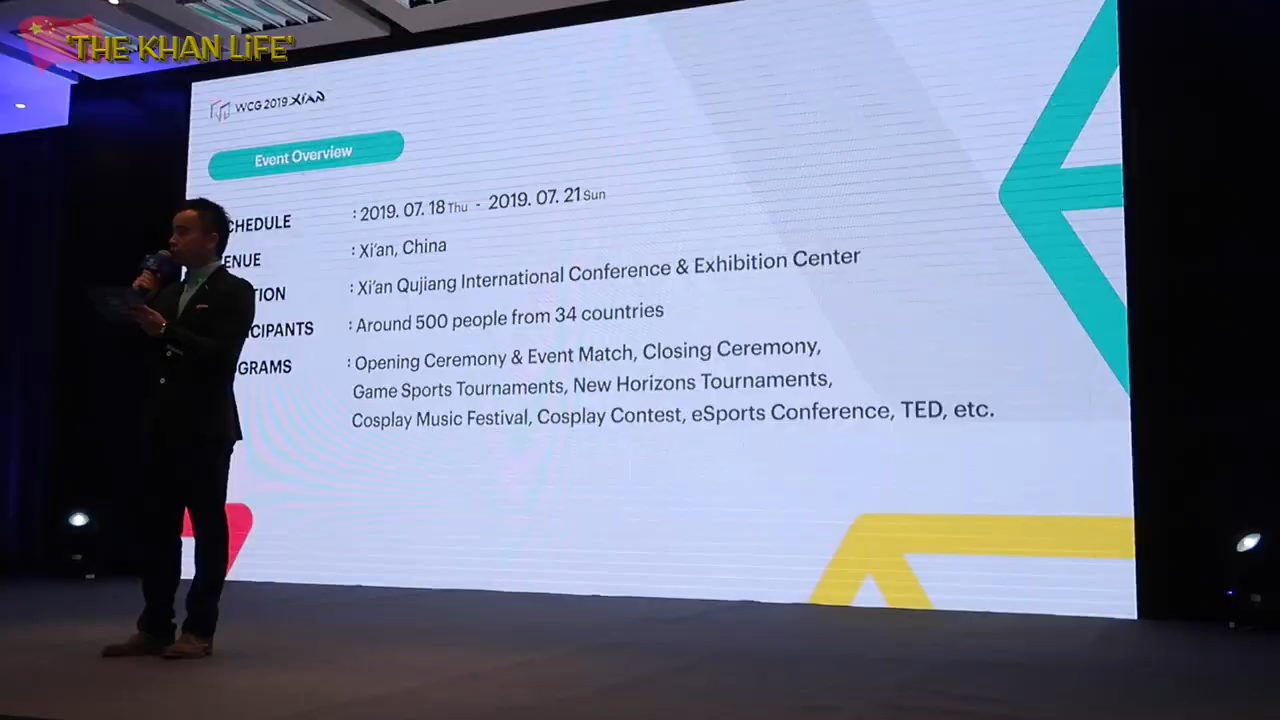 'THE KHAN LiFE'
WCG 2019 XI'AN
Event Overview
CHEDULE : 2019. 07. 18 Thu - 2019. 07. 21 Sun
ENUE : Xi'an, China
TION : Xi'an Qujiang International Conference & Exhibition Center
CIPANTS : Around 500 people from 34 countries
GRAMS : Opening Ceremony & Event Match, Closing Ceremony,
Game Sports Tournaments, New Horizons Tournaments,
Cosplay Music Festival, Cosplay Contest, eSports Conference, TED, etc.